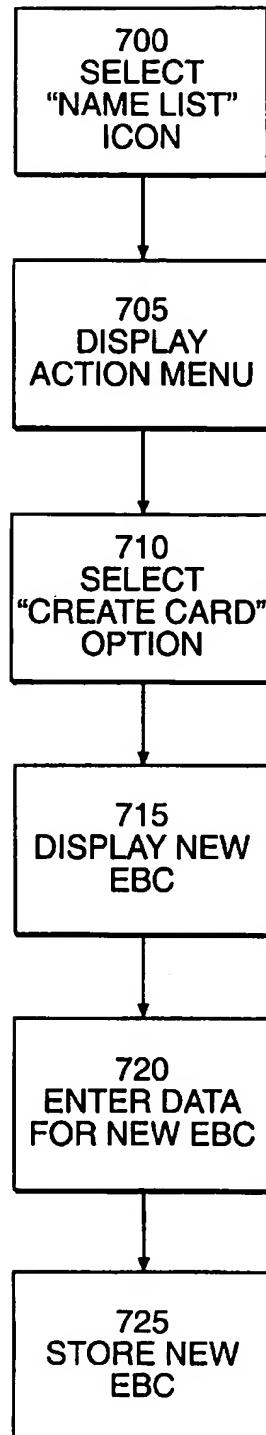 700
SELECT
“NAME LIST”
ICON
705
DISPLAY
ACTION MENU
710
SELECT
“CREATE CARD”
OPTION
715
DISPLAY NEW
EBC
720
ENTER DATA
FOR NEW EBC
725
STORE NEW
EBC